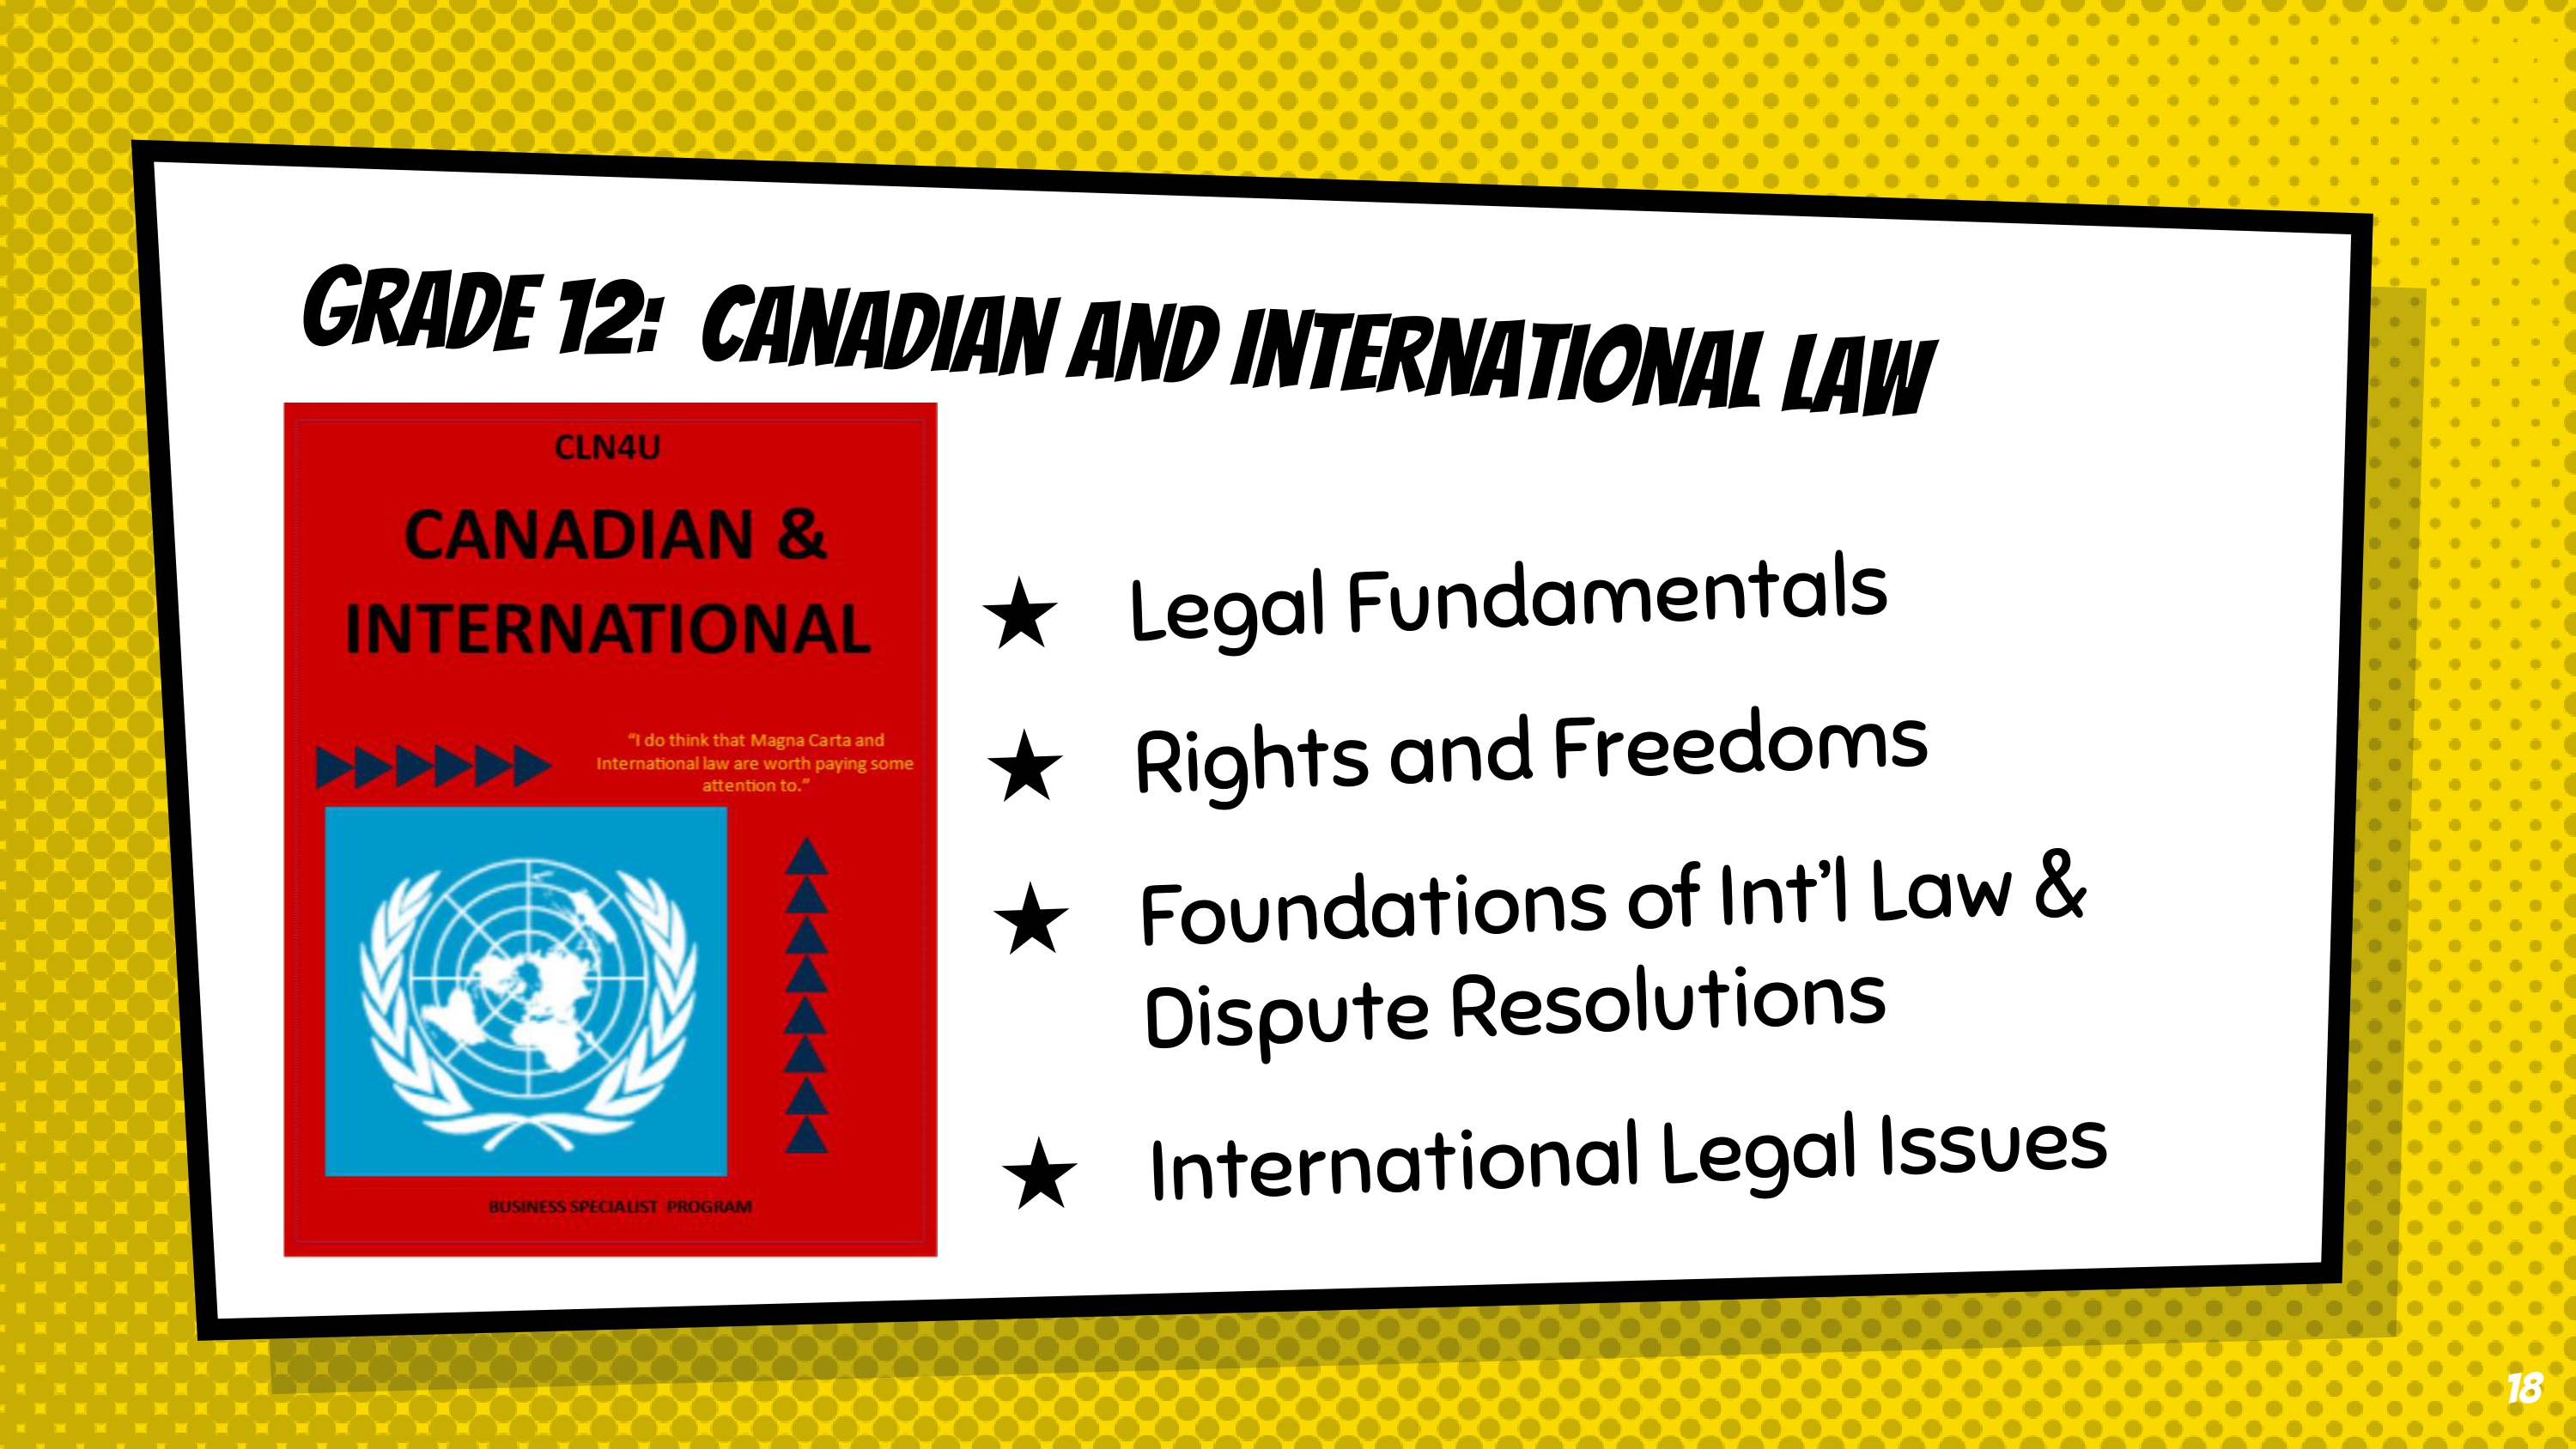 GRADE 12: CANADIAN AND INTERNATIONAL LAW
CLN4U
CANADIAN &
INTERNATIONAL
“I do think that Magna Carta and
International law are worth paying some
attention to.”
BUSINESS SPECIALIST PROGRAM
★ Legal Fundamentals
★ Rights and Freedoms
★ Foundations of Int’l Law &
Dispute Resolutions
★ International Legal Issues
18